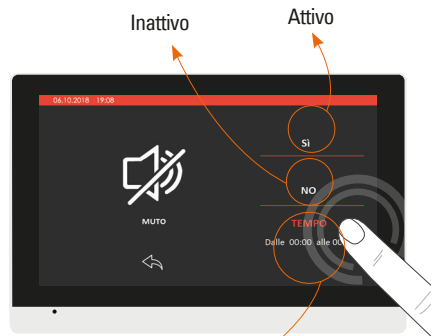 Inattivo
Attivo
06.10.2018 19:08
Sì
NO
MUTO
TEMPO
Dalle 00:00 alle